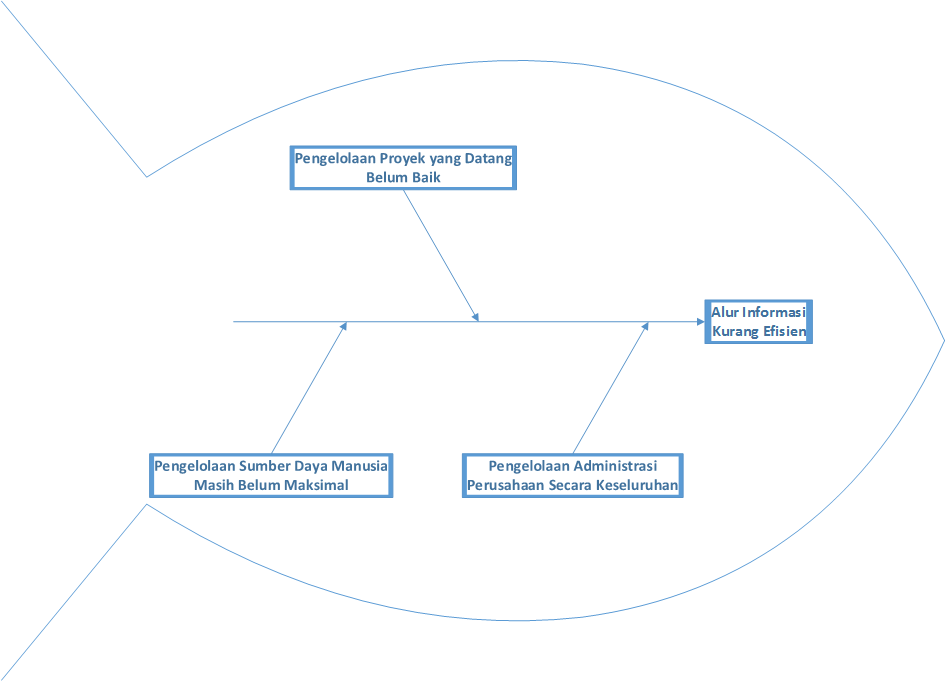 Pengelolaan Proyek yang Datang
Belum Baik
Alur Informasi
Kurang Efisien
Pengelolaan Sumber Daya Manusia
Masih Belum Maksimal
Pengelolaan Administrasi
Perusahaan Secara Keseluruhan